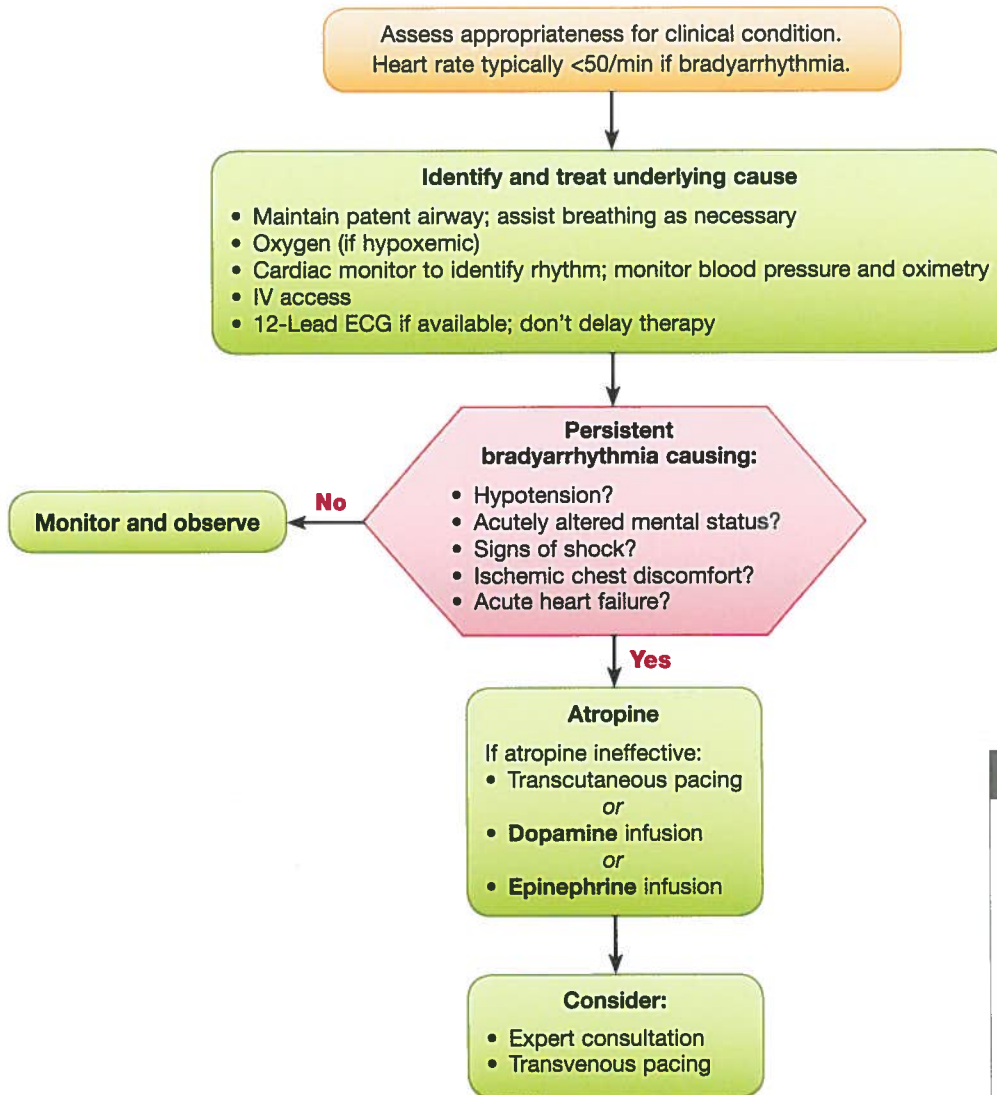 Assess appropriateness for clinical condition.
Heart rate typically <50/min if bradyarrhythmia.
Identify and treat underlying cause
• Maintain patent airway; assist breathing as necessary
• Oxygen (if hypoxemic)
• Cardiac monitor to identify rhythm; monitor blood pressure and oximetry
• IV access
• 12-Lead ECG if available; don't delay therapy
Persistent
bradyarrhythmia causing:
• Hypotension?
• Acutely altered mental status?
• Signs of shock?
• Ischemic chest discomfort?
• Acute heart failure?
No
Monitor and observe
Yes
Atropine
If atropine ineffective:
• Transcutaneous pacing
or
• Dopamine infusion
or
• Epinephrine infusion
Consider:
• Expert consultation
• Transvenous pacing